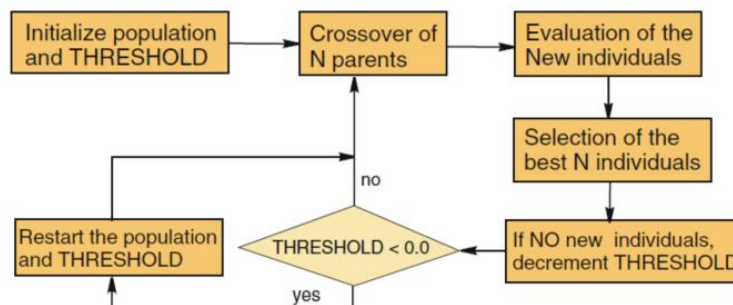 Initialize population
and THRESHOLD
Crossover of
N parents
Evaluation of the
New individuals
Selection of the
best N individuals
If NO new individuals,
decrement THRESHOLD
THRESHOLD < 0.0
no
yes
Restart the population
and THRESHOLD